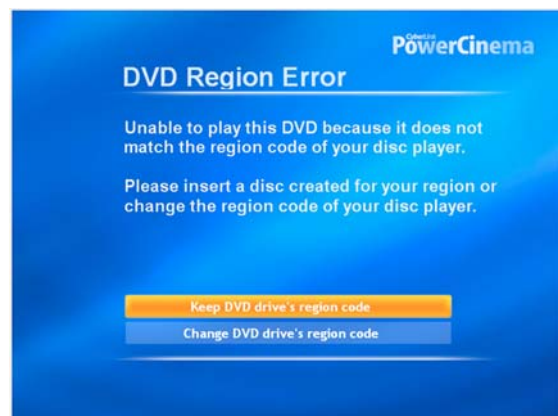 CyberLink
PowerCinema
DVD Region Error
Unable to play this DVD because it does not
match the region code of your disc player.
Please insert a disc created for your region or
change the region code of your disc player.
Keep DVD drive's region code
Change DVD drive's region code